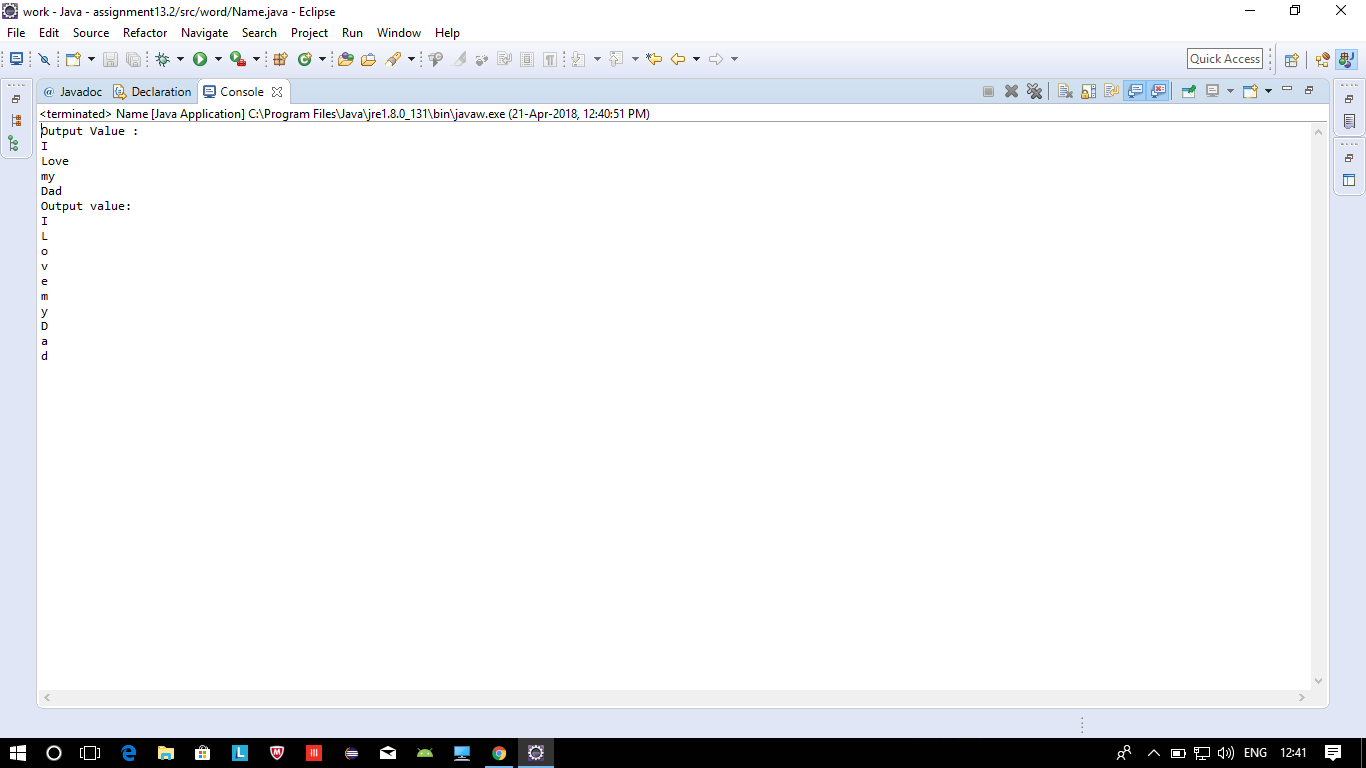 work - Java - assignment13.2/src/word/Name.java - Eclipse
File Edit Source Refactor Navigate Search Project Run Window Help
Quick Access
@ Javadoc Declaration Console
<terminated> Name [Java Application] C:\Program Files\Java\jre1.8.0_131\bin\javaw.exe (21-Apr-2018, 12:40:51 PM)
Output Value :
I
Love
my
Dad
Output value:
I
L
o
v
e
m
y
D
a
d
L
ENG 12:41